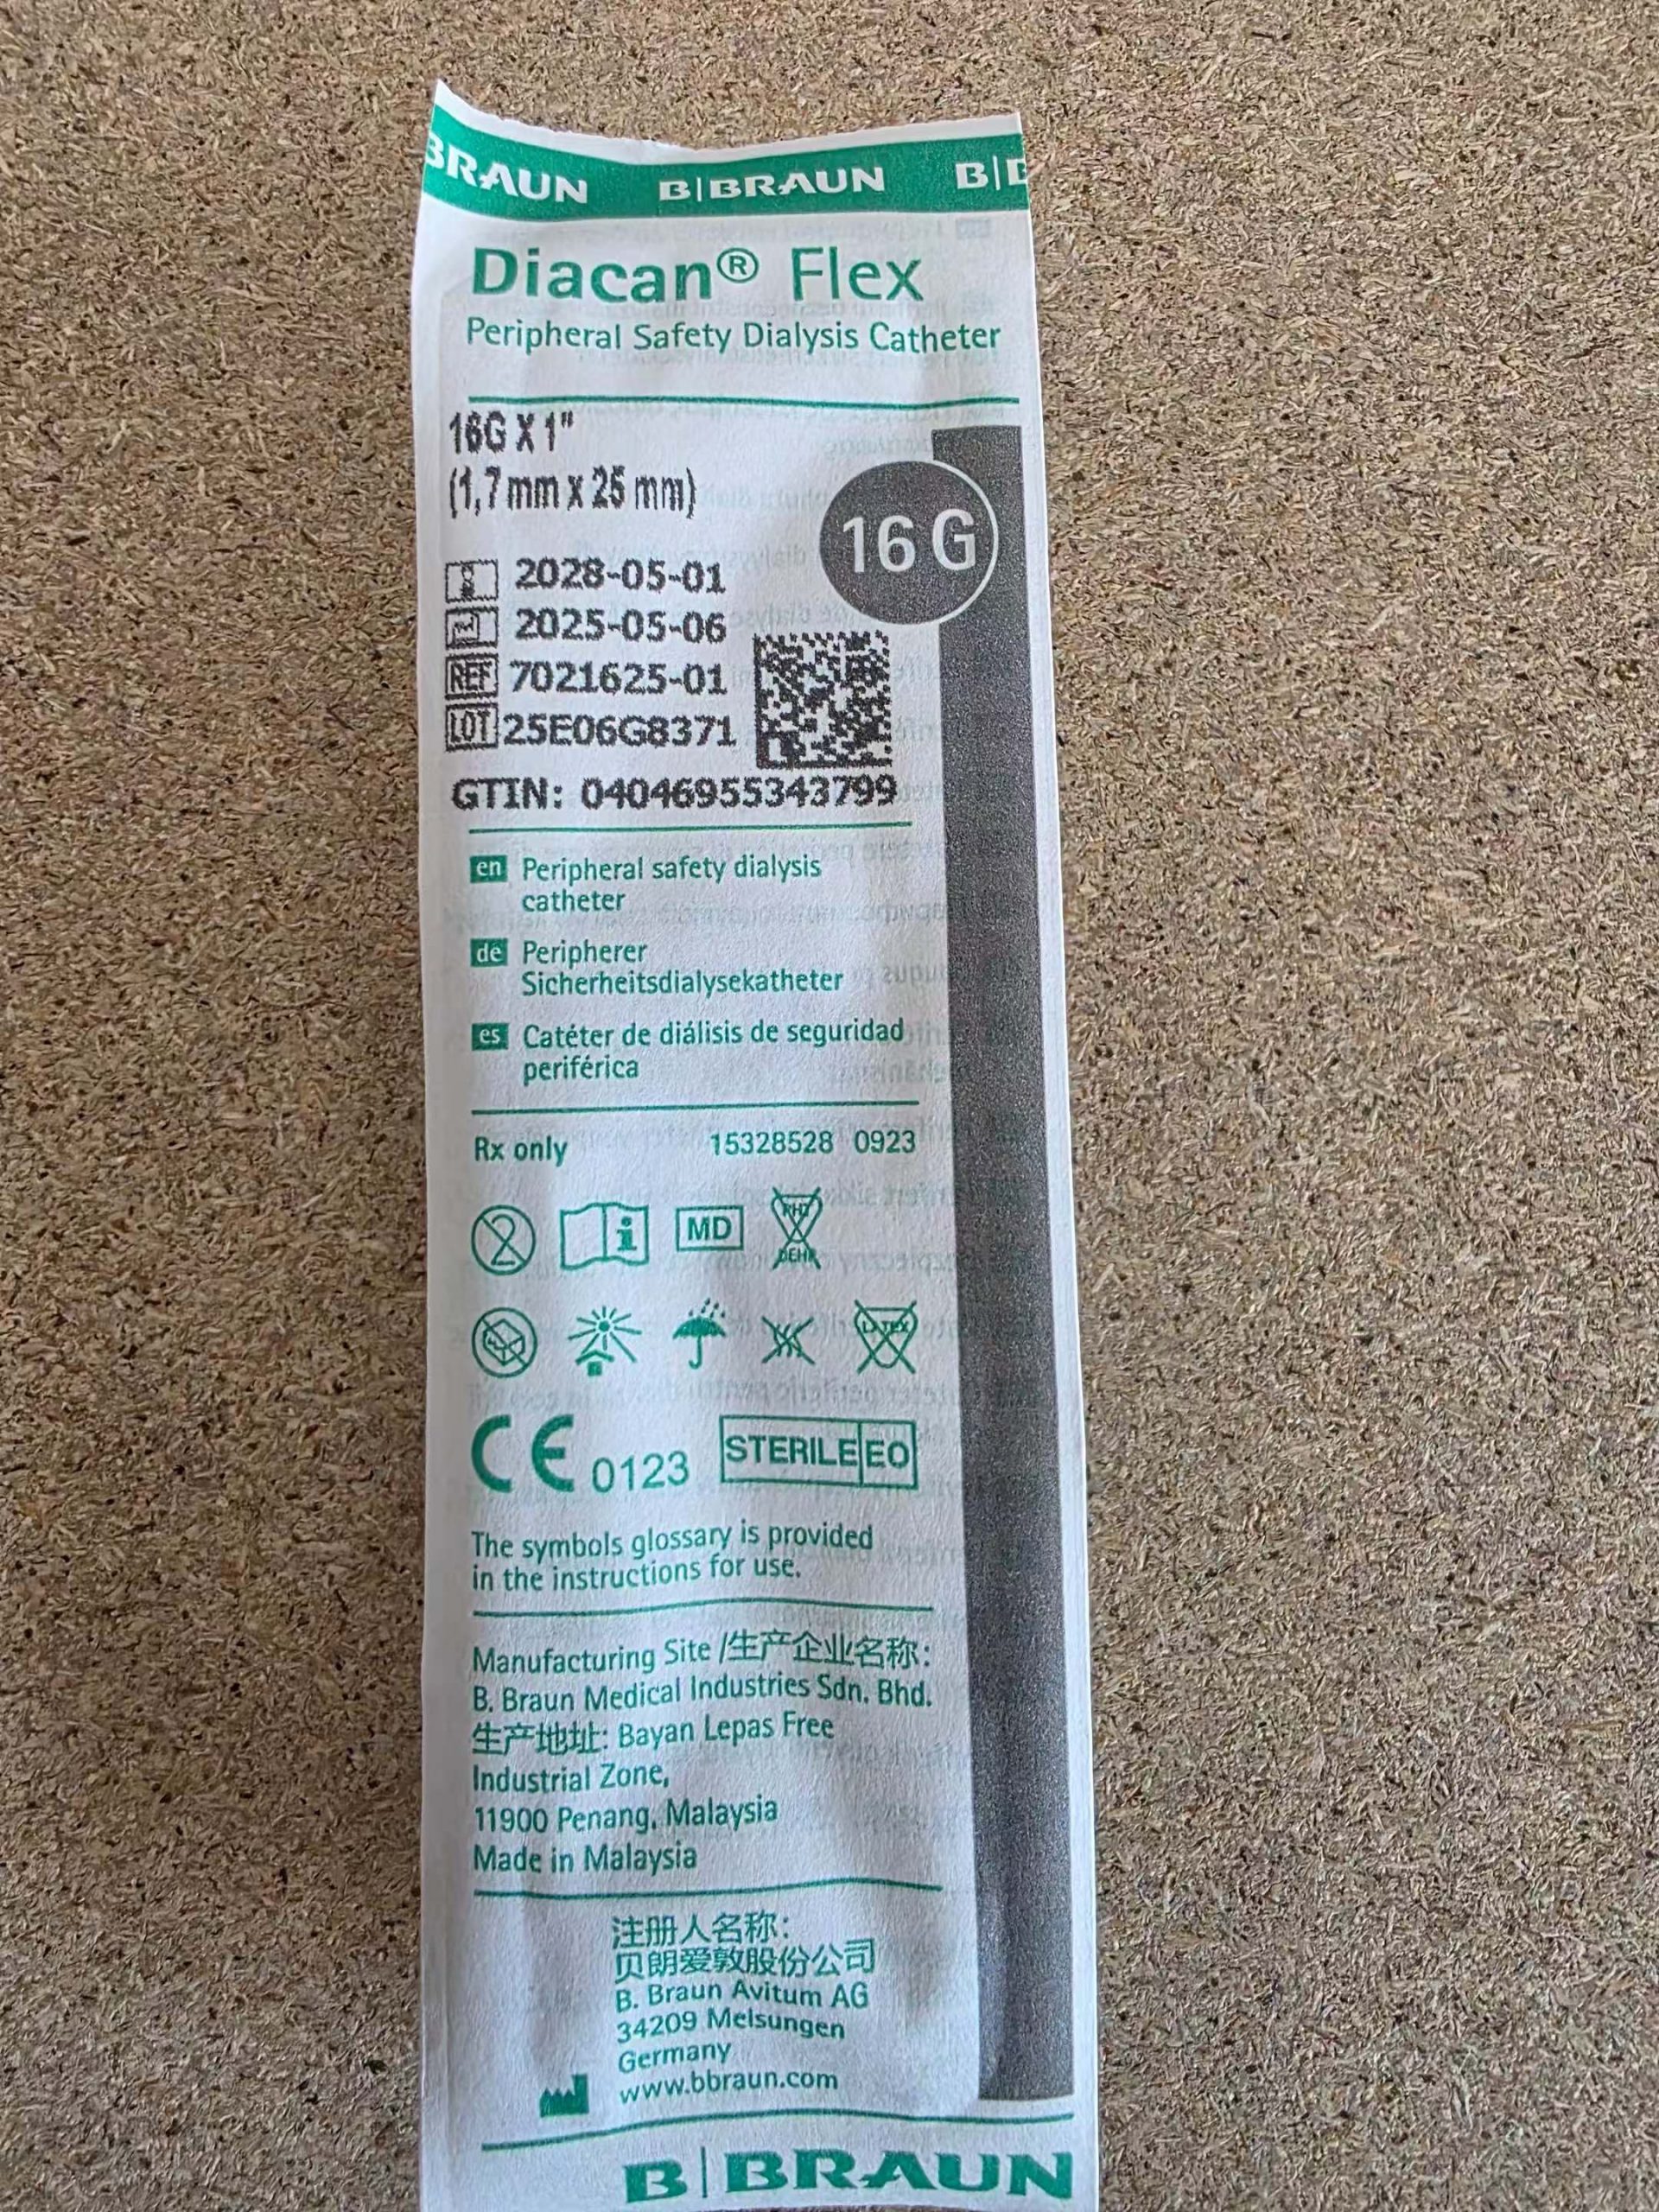 BRAUN B|BRAUN B|B
Diacan® Flex
Peripheral Safety Dialysis Catheter
16G X 1"
(1,7 mm x 25 mm)
16 G
2028-05-01
2025-05-06
REF 7021625-01
LOT 25E06G8371
GTIN: 04046955343799
en Peripheral safety dialysis
catheter
de Peripherer
Sicherheitsdialysekatheter
es Catéter de diálisis de seguridad
periférica
Rx only 15328528 0923
2 i MD PHT
DEHP
LATEX
CE 0123 STERILE EO
The symbols glossary is provided
in the instructions for use.
Manufacturing Site /生产企业名称:
B. Braun Medical Industries Sdn. Bhd.
生产地址: Bayan Lepas Free
Industrial Zone,
11900 Penang, Malaysia
Made in Malaysia
注册人名称:
贝朗爱敦股份公司
B. Braun Avitum AG
34209 Melsungen
Germany
www.bbraun.com
B|BRAUN